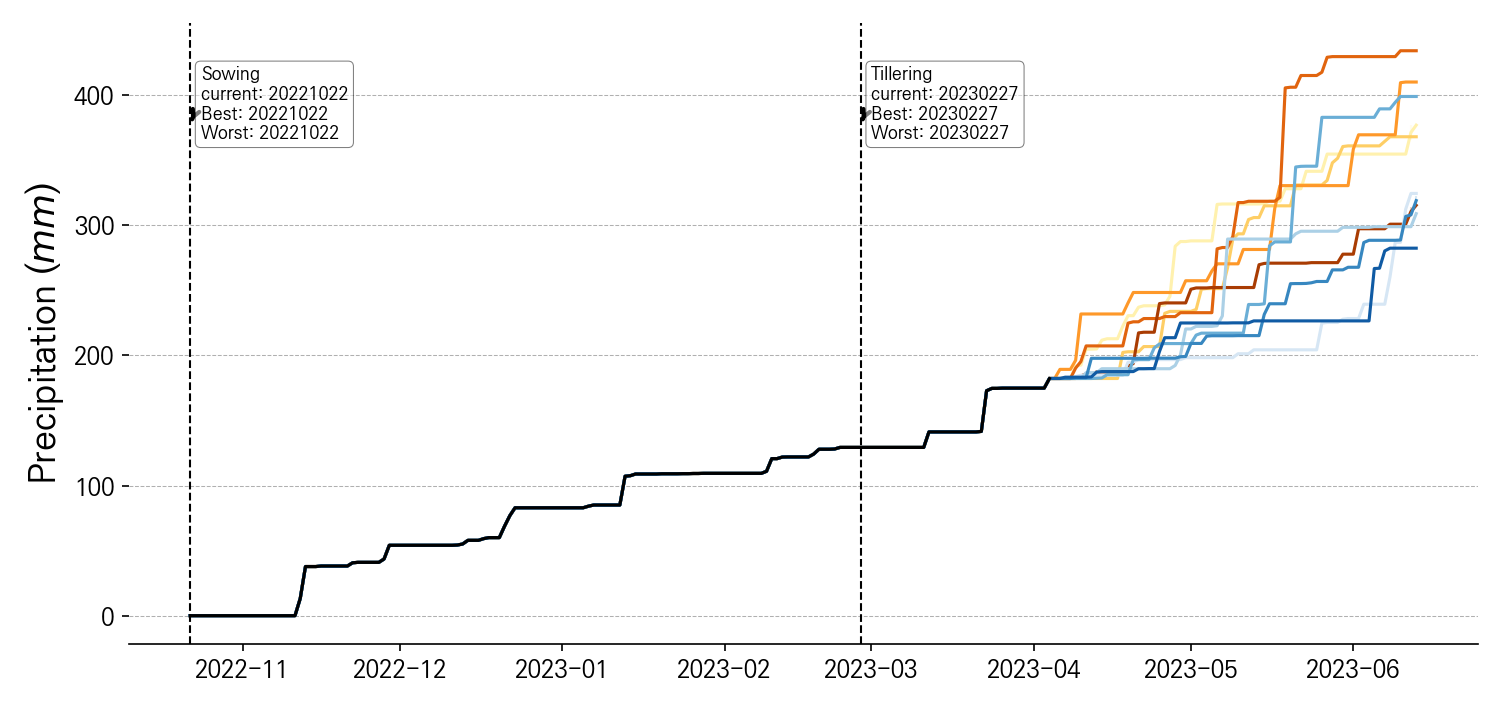 Sowing
current: 20221022
Best: 20221022
Worst: 20221022
Tillering
current: 20230227
Best: 20230227
Worst: 20230227
Precipitation (mm)
400
300
200
100
0
2022-11
2022-12
2023-01
2023-02
2023-03
2023-04
2023-05
2023-06